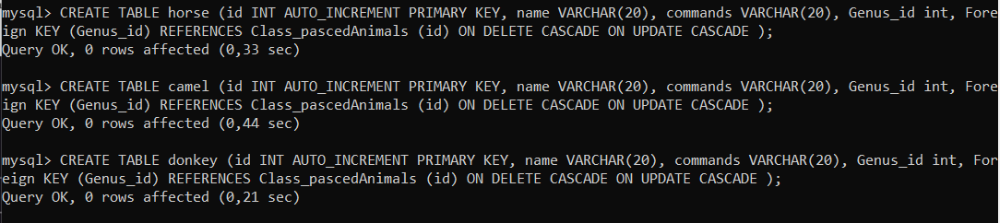 mysql> CREATE TABLE horse (id INT AUTO_INCREMENT PRIMARY KEY, name VARCHAR(20), commands VARCHAR(20), Genus_id int, Fore
ign KEY (Genus_id) REFERENCES Class_pascedAnimals (id) ON DELETE CASCADE ON UPDATE CASCADE );
Query OK, 0 rows affected (0,33 sec)
mysql> CREATE TABLE camel (id INT AUTO_INCREMENT PRIMARY KEY, name VARCHAR(20), commands VARCHAR(20), Genus_id int, Fore
ign KEY (Genus_id) REFERENCES Class_pascedAnimals (id) ON DELETE CASCADE ON UPDATE CASCADE );
Query OK, 0 rows affected (0,44 sec)
mysql> CREATE TABLE donkey (id INT AUTO_INCREMENT PRIMARY KEY, name VARCHAR(20), commands VARCHAR(20), Genus_id int, For
eign KEY (Genus_id) REFERENCES Class_pascedAnimals (id) ON DELETE CASCADE ON UPDATE CASCADE );
Query OK, 0 rows affected (0,21 sec)